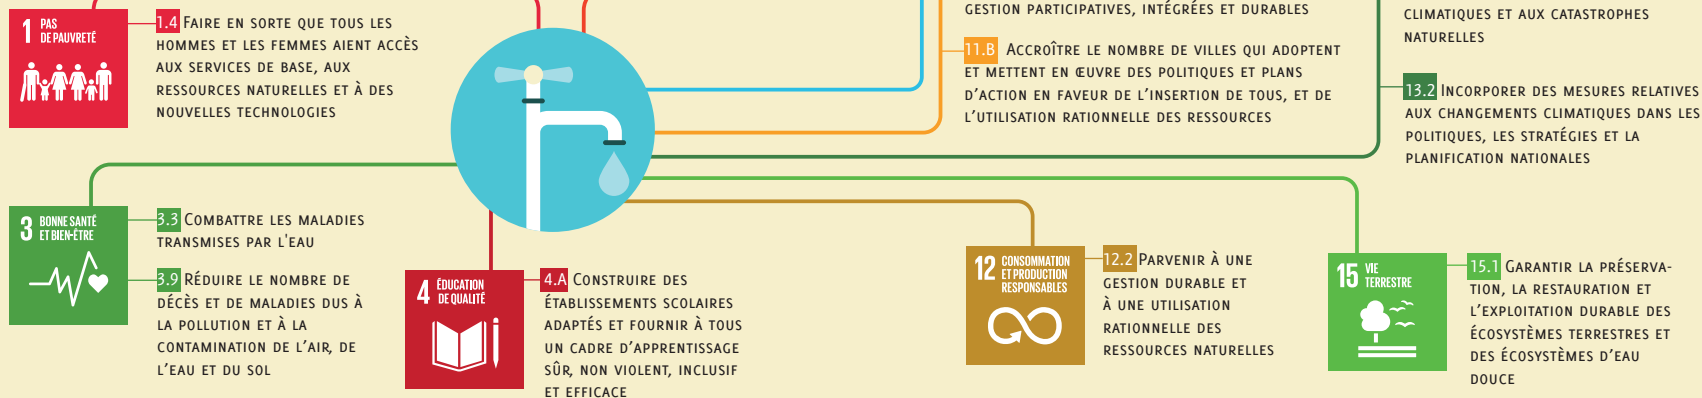 1 PAS
DE PAUVRETÉ
1.4 FAIRE EN SORTE QUE TOUS LES
HOMMES ET LES FEMMES AIENT ACCÈS
AUX SERVICES DE BASE, AUX
RESSOURCES NATURELLES ET À DES
NOUVELLES TECHNOLOGIES
GESTION PARTICIPATIVES, INTÉGRÉES ET DURABLES
11.B ACCROÎTRE LE NOMBRE DE VILLES QUI ADOPTENT
ET METTENT EN ŒUVRE DES POLITIQUES ET PLANS
D'ACTION EN FAVEUR DE L'INSERTION DE TOUS, ET DE
L'UTILISATION RATIONNELLE DES RESSOURCES
CLIMATIQUES ET AUX CATASTROPHES
NATURELLES
13.2 INCORPORER DES MESURES RELATIVES
AUX CHANGEMENTS CLIMATIQUES DANS LES
POLITIQUES, LES STRATÉGIES ET LA
PLANIFICATION NATIONALES
3 BONNE SANTÉ
ET BIEN-ÊTRE
3.3 COMBATTRE LES MALADIES
TRANSMISES PAR L'EAU
3.9 RÉDUIRE LE NOMBRE DE
DÉCÈS ET DE MALADIES DUS À
LA POLLUTION ET À LA
CONTAMINATION DE L'AIR, DE
L'EAU ET DU SOL
4 ÉDUCATION
DE QUALITÉ
4.A CONSTRUIRE DES
ÉTABLISSEMENTS SCOLAIRES
ADAPTÉS ET FOURNIR À TOUS
UN CADRE D'APPRENTISSAGE
SÛR, NON VIOLENT, INCLUSIF
ET EFFICACE
12 CONSOMMATION
ET PRODUCTION
RESPONSABLES
12.2 PARVENIR À UNE
GESTION DURABLE ET
À UNE UTILISATION
RATIONNELLE DES
RESSOURCES NATURELLES
15 VIE
TERRESTRE
15.1 GARANTIR LA PRÉSERVA-
TION, LA RESTAURATION ET
L'EXPLOITATION DURABLE DES
ÉCOSYSTÈMES TERRESTRES ET
DES ÉCOSYSTÈMES D'EAU
DOUCE